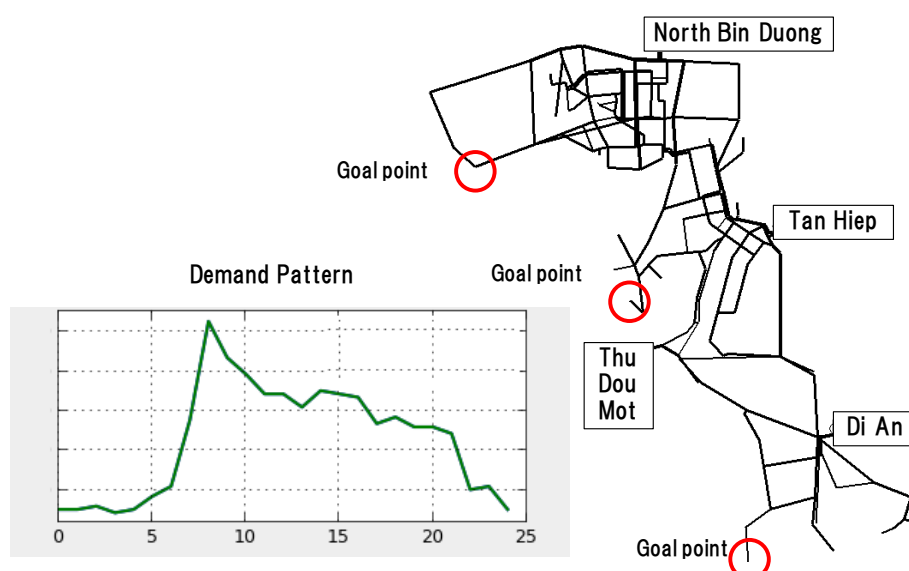 North Bin Duong
Goal point
Tan Hiep
Demand Pattern
Goal point
Thu
Dou
Mot
Di An
0 5 10 15 20 25
Goal point